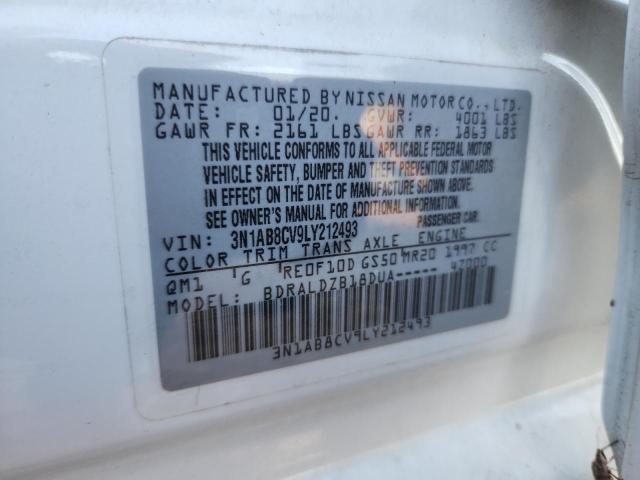 MANUFACTURED BY NISSAN MOTOR CO., LTD.
DATE: 01/20. GVWR: 4001 LBS
GAWR FR: 2161 LBS GAWR RR: 1863 LBS
THIS VEHICLE CONFORMS TO ALL APPLICABLE FEDERAL MOTOR
VEHICLE SAFETY, BUMPER AND THEFT PREVENTION STANDARDS
IN EFFECT ON THE DATE OF MANUFACTURE SHOWN ABOVE.
SEE OWNER'S MANUAL FOR ADDITIONAL INFORMATION
VIN: 3N1AB8CV9LY212493 PASSENGER CAR
COLOR TRIM TRANS AXLE ENGINE
QM1 G RE0F10D GS50 MR20 1997 CC
MODEL: BDRALDZB18DUA----- 47000
3N1AB8CV9LY212493